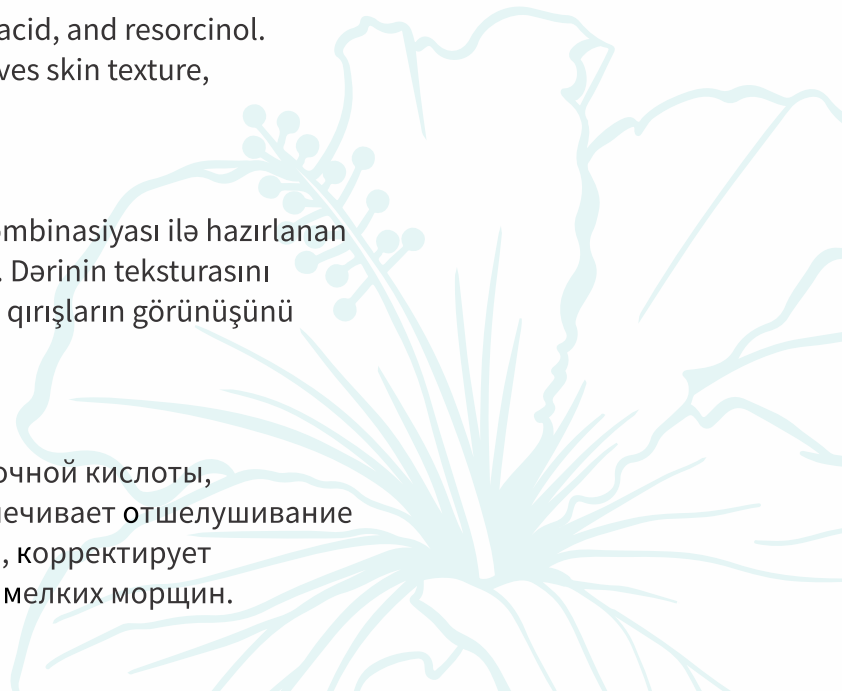 acid, and resorcinol.
ves skin texture,
ombinasiyası ilə hazırlanan
. Dərinin teksturasını
qırışların görünüşünü
очной кислоты,
ечивает отшелушивание
, корректирует
мелких морщин.